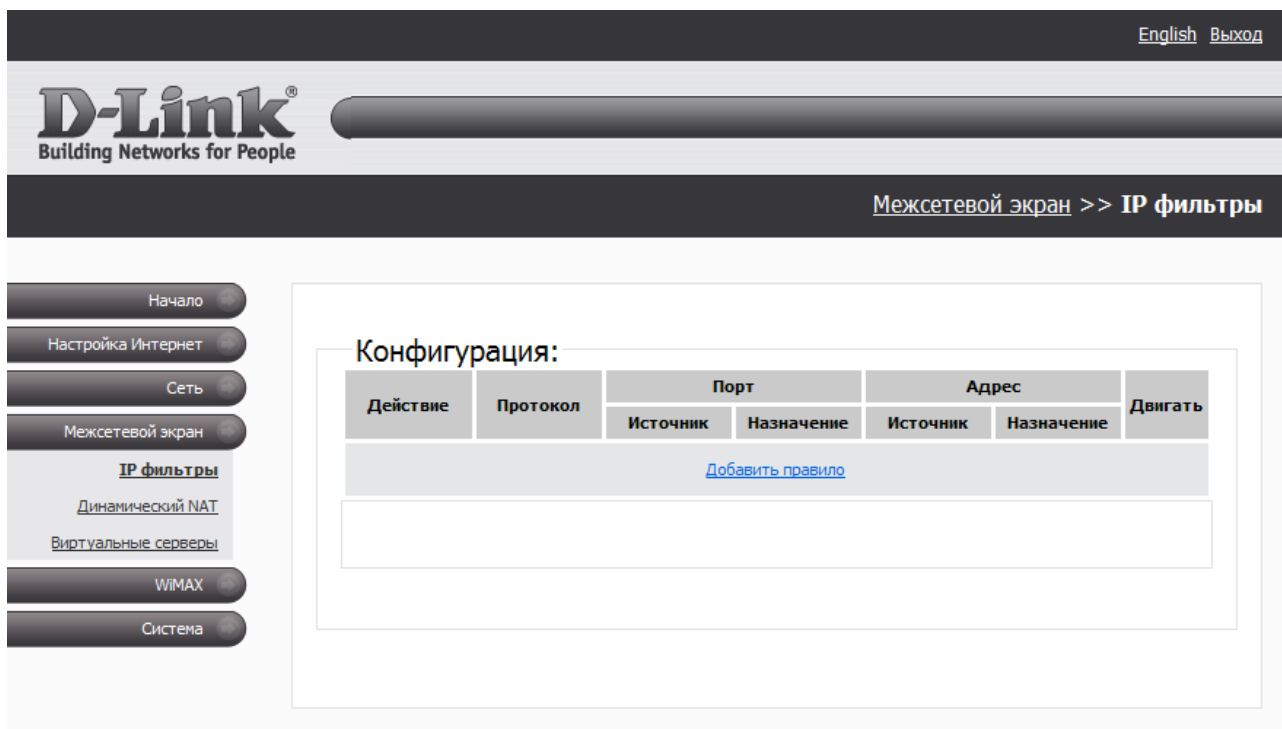 English Выход
D-Link®
Building Networks for People
Межсетевой экран >> IP фильтры
Начало
Настройка Интернет
Сеть
Межсетевой экран
IP фильтры
Динамический NAT
Виртуальные серверы
WiMAX
Система
Конфигурация:
Действие Протокол Порт Адрес Двигать
Источник Назначение Источник Назначение
Добавить правило